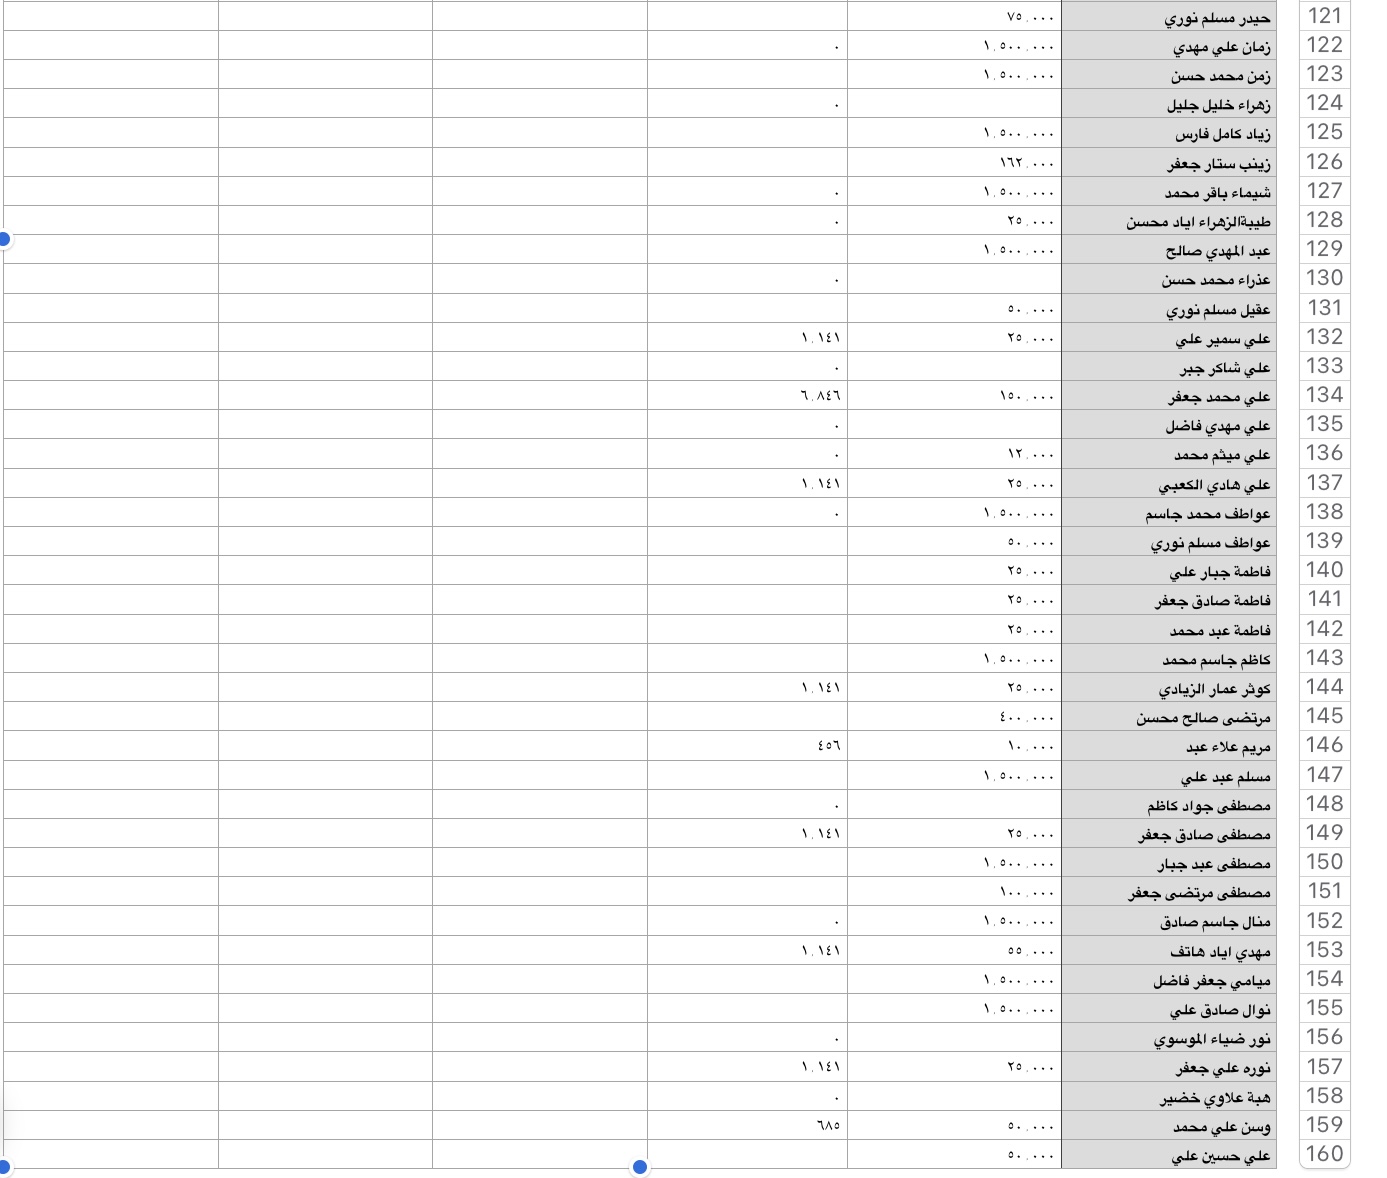 121 حيدر مسلم نوري ٧٥,٠٠٠
122 زمان علي مهدي ١,٥٠٠,٠٠٠ ٠
123 زمن محمد حسن ١,٥٠٠,٠٠٠
124 زهراء خليل جليل ٠
125 زياد كامل فارس ١,٥٠٠,٠٠٠
126 زينب ستار جعفر ١٦٢,٠٠٠
127 شيماء باقر محمد ١,٥٠٠,٠٠٠ ٠
128 طيبةالزهراء اياد محسن ٢٥,٠٠٠ ٠
129 عبد المهدي صالح ١,٥٠٠,٠٠٠
130 عذراء محمد حسن ٠
131 عقيل مسلم نوري ٥٠,٠٠٠
132 علي سمير علي ٢٥,٠٠٠ ١,١٤١
133 علي شاكر جبر ٠
134 علي محمد جعفر ١٥٠,٠٠٠ ٦,٨٤٦
135 علي مهدي فاضل ٠
136 علي ميثم محمد ١٢,٠٠٠ ٠
137 علي هادي الكعبي ٢٥,٠٠٠ ١,١٤١
138 عواطف محمد جاسم ١,٥٠٠,٠٠٠ ٠
139 عواطف مسلم نوري ٥٠,٠٠٠
140 فاطمة جبار علي ٢٥,٠٠٠
141 فاطمة صادق جعفر ٢٥,٠٠٠
142 فاطمة عبد محمد ٢٥,٠٠٠
143 كاظم جاسم محمد ١,٥٠٠,٠٠٠
144 كوثر عمار الزيادي ٢٥,٠٠٠ ١,١٤١
145 مرتضى صالح محسن ٤٠٠,٠٠٠
146 مريم علاء عبد ١٠,٠٠٠ ٤٥٦
147 مسلم عبد علي ١,٥٠٠,٠٠٠
148 مصطفى جواد كاظم ٠
149 مصطفى صادق جعفر ٢٥,٠٠٠ ١,١٤١
150 مصطفى عبد جبار ١,٥٠٠,٠٠٠
151 مصطفى مرتضى جعفر ١٠٠,٠٠٠
152 منال جاسم صادق ١,٥٠٠,٠٠٠ ٠
153 مهدي اياد هاتف ٥٥,٠٠٠ ١,١٤١
154 ميامي جعفر فاضل ١,٥٠٠,٠٠٠
155 نوال صادق علي ١,٥٠٠,٠٠٠
156 نور ضياء الموسوي ٠
157 نوره علي جعفر ٢٥,٠٠٠ ١,١٤١
158 هبة علاوي خضير ٠
159 وسن علي محمد ٥٠,٠٠٠ ٦٨٥
160 علي حسين علي ٥٠,٠٠٠